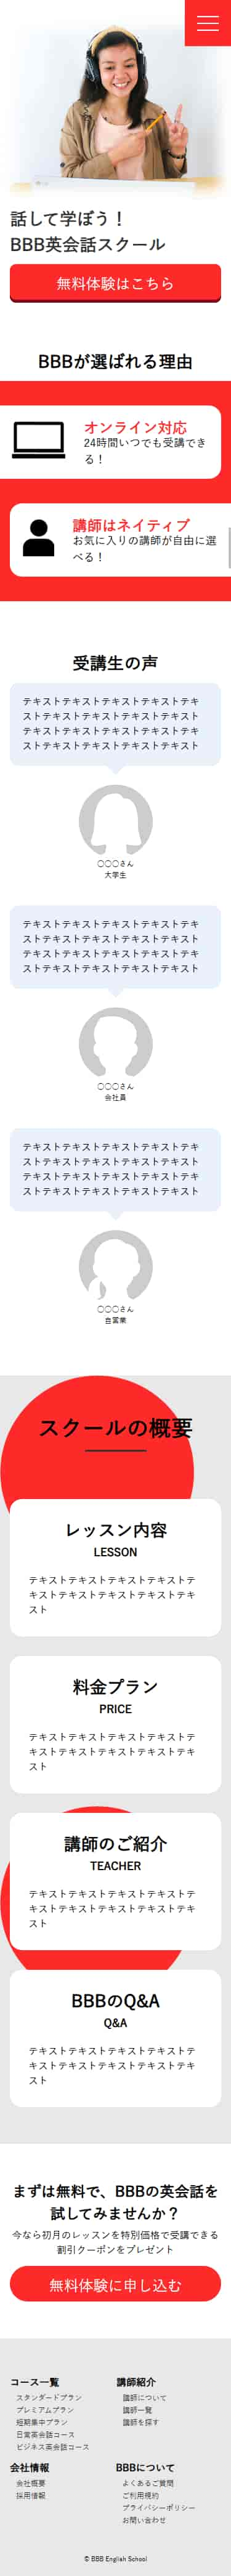 話して学ぼう！
BBB英会話スクール
無料体験はこちら
BBBが選ばれる理由
オンライン対応
24時間いつでも受講でき
る！
講師はネイティブ
お気に入りの講師が自由に選
べる！
受講生の声
テキストテキストテキストテキストテキ
ストテキストテキストテキストテキスト
テキストテキストテキストテキストテキ
ストテキストテキストテキストテキスト
〇〇〇さん
大学生
テキストテキストテキストテキストテキ
ストテキストテキストテキストテキスト
テキストテキストテキストテキストテキ
ストテキストテキストテキストテキスト
〇〇〇さん
会社員
テキストテキストテキストテキストテキ
ストテキストテキストテキストテキスト
テキストテキストテキストテキストテキ
ストテキストテキストテキストテキスト
〇〇〇さん
自営業
スクールの概要
レッスン内容
LESSON
テキストテキストテキストテキストテ
キストテキストテキストテキストテキ
スト
料金プラン
PRICE
テキストテキストテキストテキストテ
キストテキストテキストテキストテキ
スト
講師のご紹介
TEACHER
テキストテキストテキストテキストテ
キストテキストテキストテキストテキ
スト
BBBのQ&A
Q&A
テキストテキストテキストテキストテ
キストテキストテキストテキストテキ
スト
まずは無料で、BBBの英会話を
試してみませんか？
今なら初月のレッスンを特別価格で受講できる
割引クーポンをプレゼント
無料体験に申し込む
コース一覧
スタンダードプラン
プレミアムプラン
短期集中プラン
日常英会話コース
ビジネス英会話コース
講師紹介
講師について
講師一覧
講師を探す
会社情報
会社概要
採用情報
BBBについて
よくあるご質問
ご利用規約
プライバシーポリシー
お問い合わせ
© BBB English School